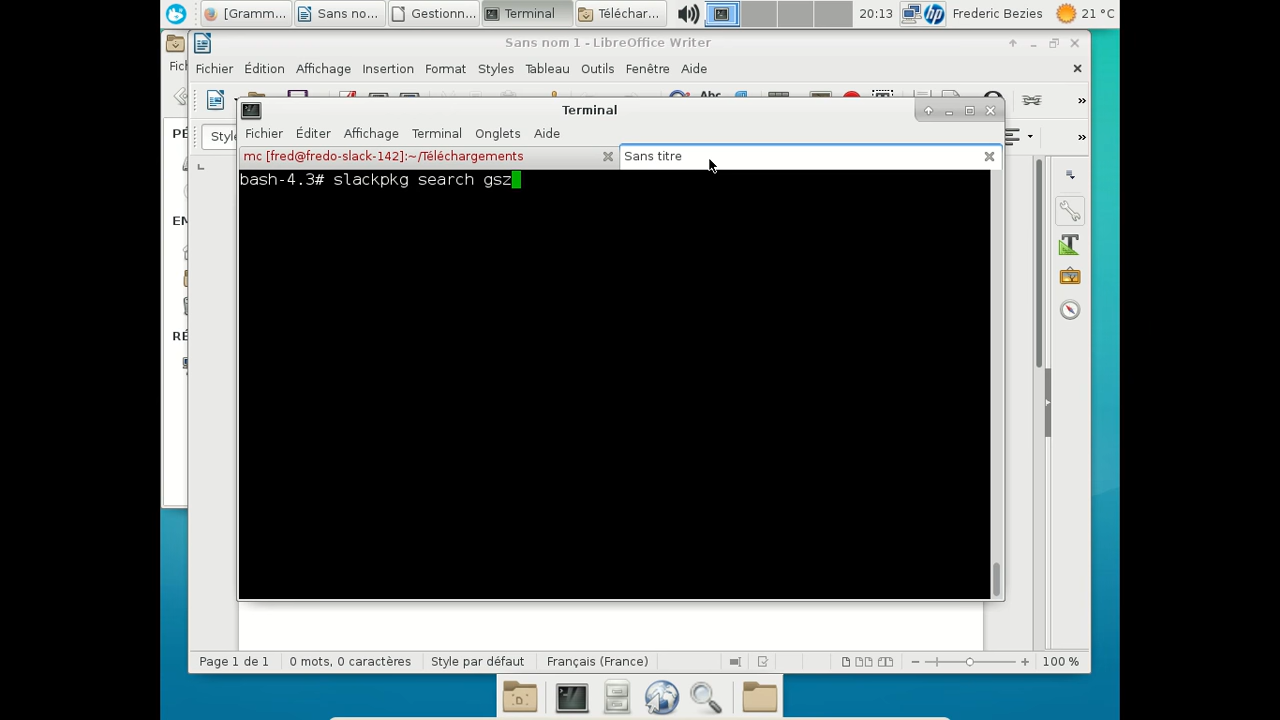 [Gramm... Sans no... Gestionn... Terminal Téléchar... 20:13 Frederic Bezies 21 °C
Sans nom 1 - LibreOffice Writer
Fich
Fichier Édition Affichage Insertion Format Styles Tableau Outils Fenêtre Aide
Terminal
Style
Fichier Éditer Affichage Terminal Onglets Aide
mc [fred@fredo-slack-142]:~/Téléchargements
Sans titre
bash-4.3# slackpkg search gsz
Page 1 de 1 0 mots, 0 caractères Style par défaut Français (France) 100 %